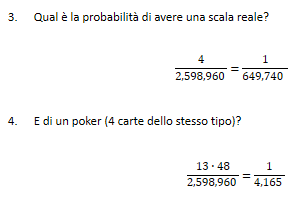 3. Qual è la probabilità di avere una scala reale?
4/2,598,960 = 1/649,740
4. E di un poker (4 carte dello stesso tipo)?
13 · 48/2,598,960 = 1/4,165